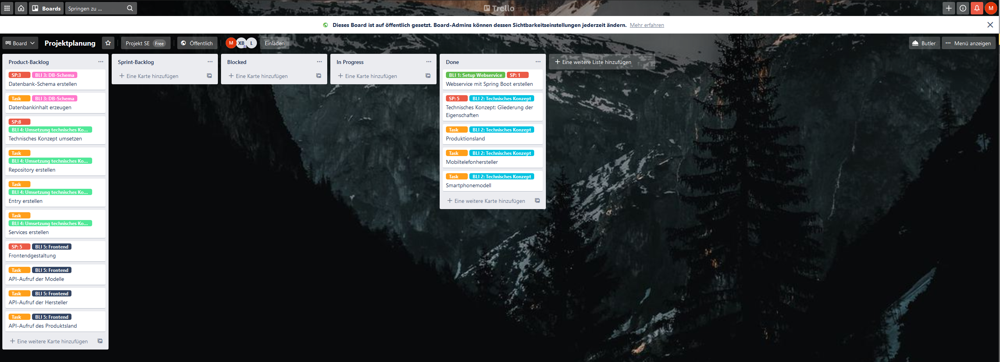 Boards
Springen zu ...
Trello
M
Dieses Board ist auf öffentlich gesetzt. Board-Admins können dessen Sichtbarkeitseinstellungen jederzeit ändern. Mehr erfahren
Board
Projektplanung
Projekt SE Free
Öffentlich
M XB L
Einladen
Butler
Menü anzeigen
Product-Backlog
SP:3 BLI 3: DB-Schema
Datenbank-Schema erstellen
Task BLI 3: DB-Schema
Datenbankinhalt erzeugen
SP:8
BLI 4: Umsetzung technisches Ko...
Technisches Konzept umsetzen
Task
BLI 4: Umsetzung technisches Ko...
Repository erstellen
Task
BLI 4: Umsetzung technisches Ko...
Entry erstellen
Task
BLI 4: Umsetzung technisches Ko...
Services erstellen
SP: 5 BLI 5: Frontend
Frontendgestaltung
Task BLI 5: Frontend
API-Aufruf der Modelle
Task BLI 5: Frontend
API-Aufruf der Hersteller
Task BLI 5: Frontend
API-Aufruf des Produktsland
+ Eine weitere Karte hinzufügen
Sprint-Backlog
+ Eine Karte hinzufügen
Blocked
+ Eine Karte hinzufügen
In Progress
+ Eine Karte hinzufügen
Done
BLI 1: Setup Webservice SP: 1
Webservice mit Spring Boot erstellen
SP: 5 BLI 2: Technisches Konzept
Technisches Konzept: Gliederung der
Eigenschaften
Task BLI 2: Technisches Konzept
Produktionsland
Task BLI 2: Technisches Konzept
Mobiltelefonhersteller
Task BLI 2: Technisches Konzept
Smartphonemodell
+ Eine weitere Karte hinzufügen
+ Eine weitere Liste hinzufügen